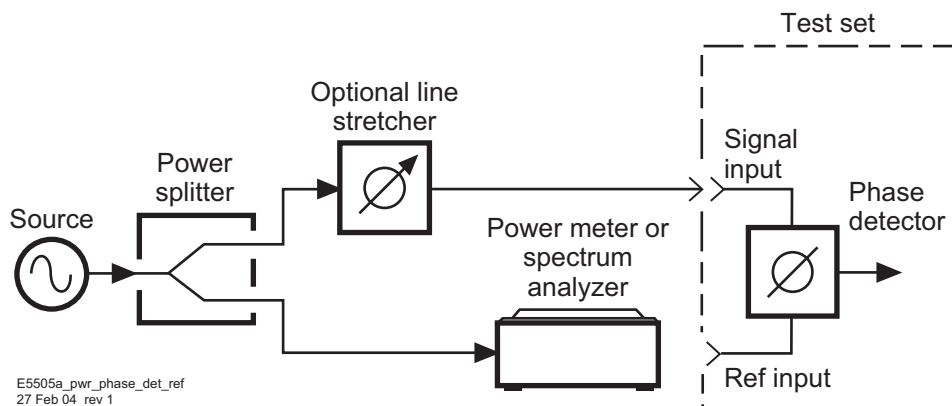 Test set
Optional line
stretcher
Signal
input
Power
splitter
Phase
detector
Source
Power meter or
spectrum
analyzer
Ref input
E5505a_pwr_phase_det_ref
27 Feb 04 rev 1